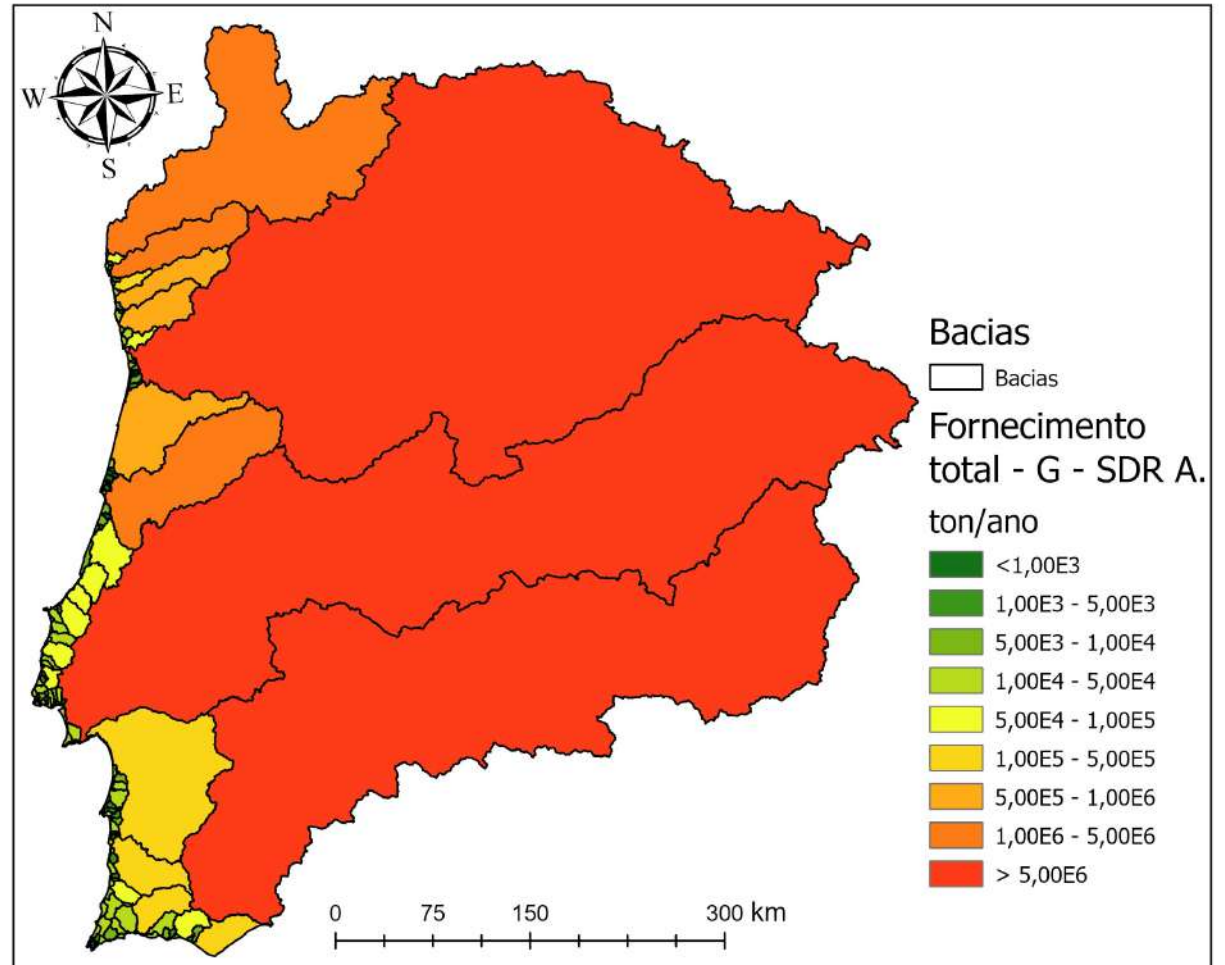 N
W
E
S
Bacias
Bacias
Fornecimento
total - G - SDR A.
ton/ano
<1,00E3
1,00E3 - 5,00E3
5,00E3 - 1,00E4
1,00E4 - 5,00E4
5,00E4 - 1,00E5
1,00E5 - 5,00E5
5,00E5 - 1,00E6
1,00E6 - 5,00E6
> 5,00E6
0 75 150 300 km